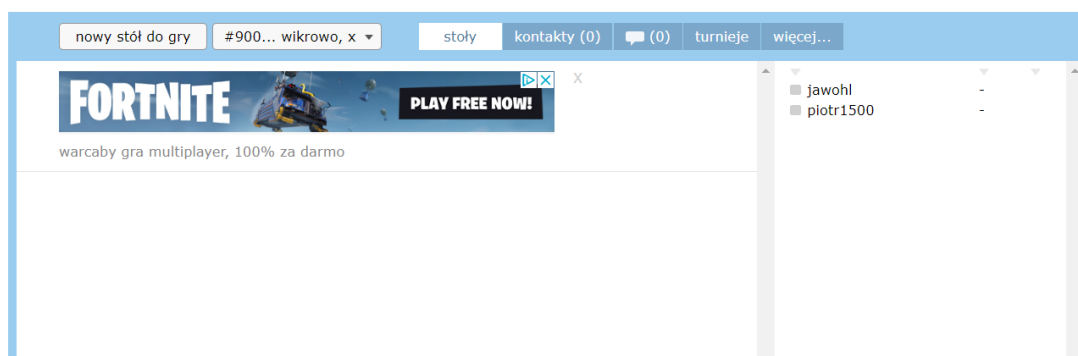 nowy stół do gry #900... wikrowo, x stoły kontakty (0) (0) turnieje więcej...
FORTNITE PLAY FREE NOW! X
warcaby gra multiplayer, 100% za darmo
jawohl -
piotr1500 -